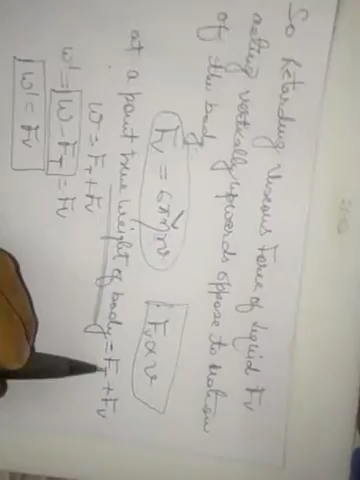 So Retarding viscous Force of liquid Fv
acting vertically upwards oppose to motion
of the body
Fv = 6πηrv
Fv ∝ v
at a point true weight of body = FT + Fv
W = FT + Fv
W' = W - FT = Fv
W' = Fv